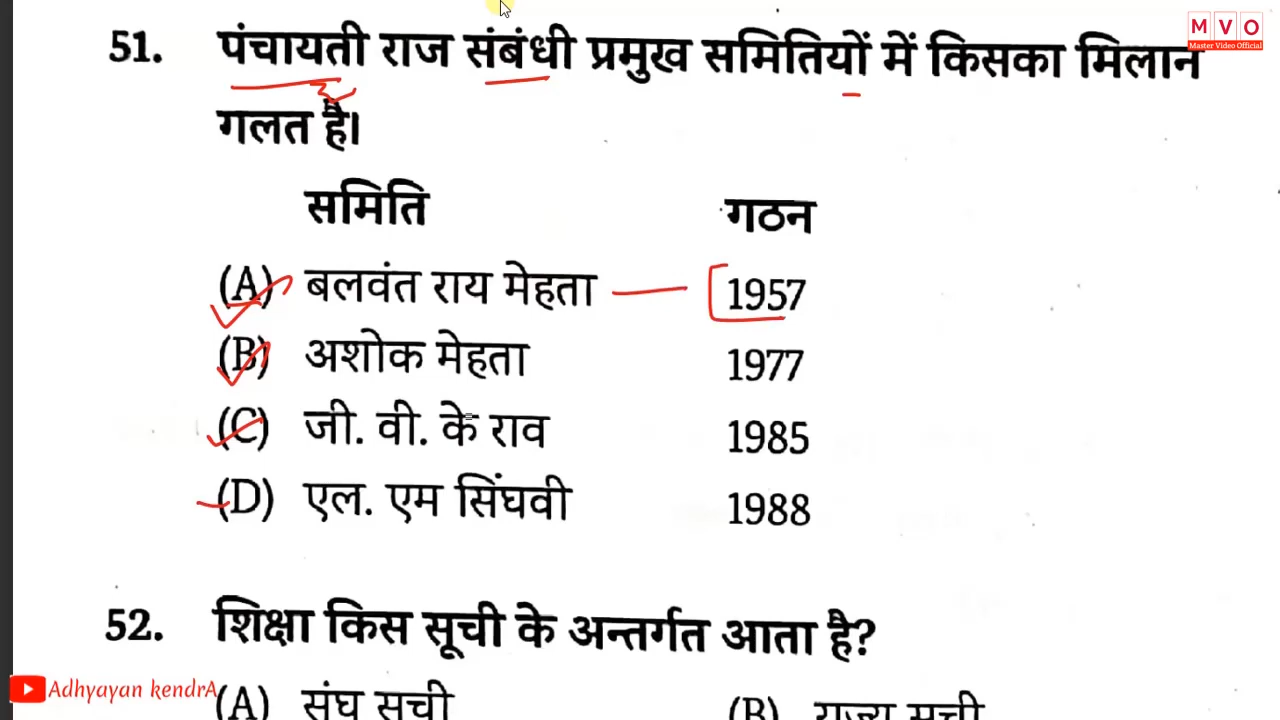 M V O
Master Video Official
51. पंचायती राज संबंधी प्रमुख समितियों में किसका मिलान
गलत है।
समिति गठन
(A) बलवंत राय मेहता 1957
(B) अशोक मेहता 1977
(C) जी. वी. के राव 1985
(D) एल. एम सिंघवी 1988
52. शिक्षा किस सूची के अन्तर्गत आता है?
Adhyayan kendrA
(A) संघ सूची (B) राज्य सूची